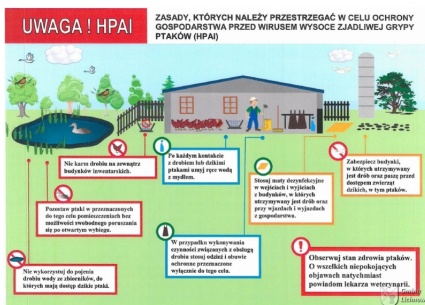 UWAGA ! HPAI
ZASADY, KTÓRYCH NALEŻY PRZESTRZEGAĆ W CELU OCHRONY
GOSPODARSTWA PRZED WIRUSEM WYSOCE ZJADLIWEJ GRYPY
PTAKÓW (HPAI)
Nie karm drobiu na zewnątrz
budynków inwentarskich.
Po każdym kontakcie
z drobiem lub dzikimi
ptakami umyj ręce wodą
z mydłem.
Zabezpiecz budynki,
w których utrzymywany
jest drób oraz paszę przed
dostępem zwierząt
dzikich, w tym ptaków.
Stosuj maty dezynfekcyjne
w wejściach i wyjściach
z budynków, w których
utrzymywany jest drób oraz
przy wjazdach i wyjazdach
z gospodarstwa.
Pozostaw ptaki w przeznaczonych
do tego celu pomieszczeniach bez
możliwości swobodnego poruszania
się po otwartym wybiegu.
W przypadku wykonywania
czynności związanych z obsługą
drobiu stosuj odzież i obuwie
ochronne przeznaczone
wyłącznie do tego celu.
Nie wykorzystuj do pojenia
drobiu wody ze zbiorników, do
których mają dostęp dzikie ptaki.
Obserwuj stan zdrowia ptaków.
O wszelkich niepokojących
objawach natychmiast
powiadom lekarza weterynarii.
Gmina